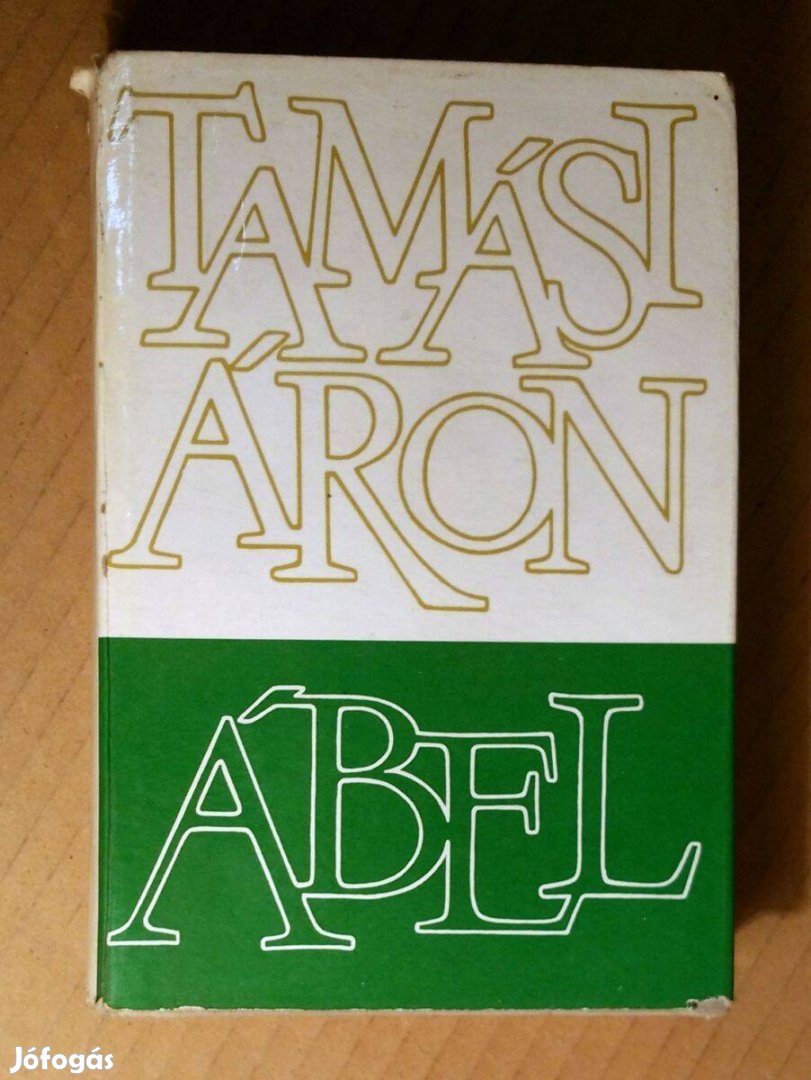 TAMÁSI
ÁRON
ÁBEL
Jófogás